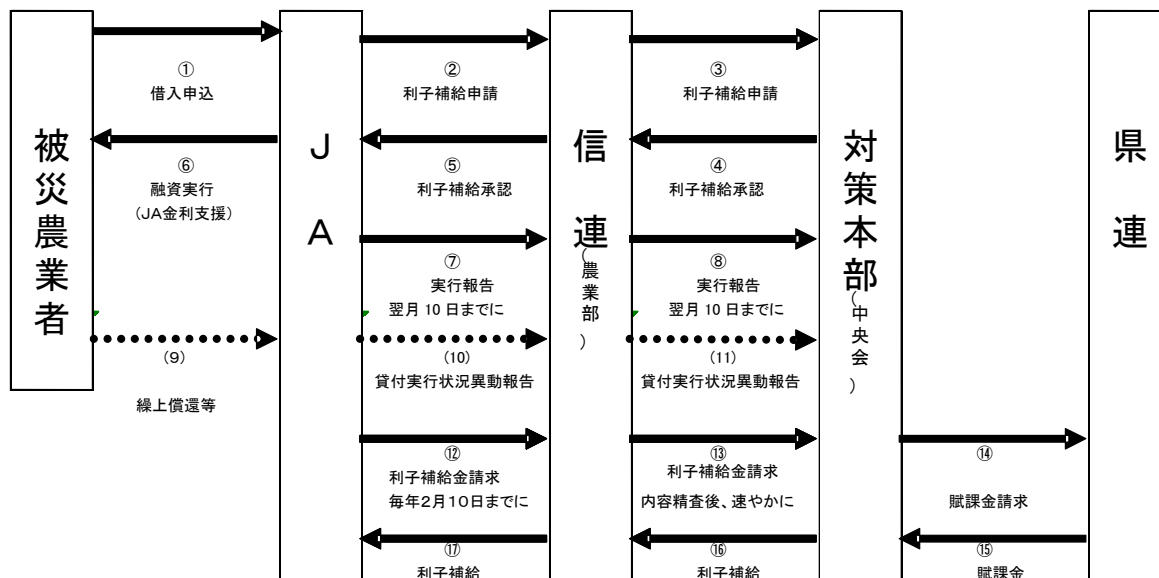 被災農業者
JA
信連
(農業部)
対策本部
(中央会)
県連
①
借入申込
②
利子補給申請
③
利子補給申請
⑥
融資実行
(JA金利支援)
⑤
利子補給承認
④
利子補給承認
⑦
実行報告
翌月10日までに
⑧
実行報告
翌月10日までに
(9)
繰上償還等
(10)
貸付実行状況異動報告
(11)
貸付実行状況異動報告
⑫
利子補給金請求
毎年2月10日までに
⑬
利子補給金請求
内容精査後、速やかに
⑭
賦課金請求
⑰
利子補給
⑯
利子補給
⑮
賦課金